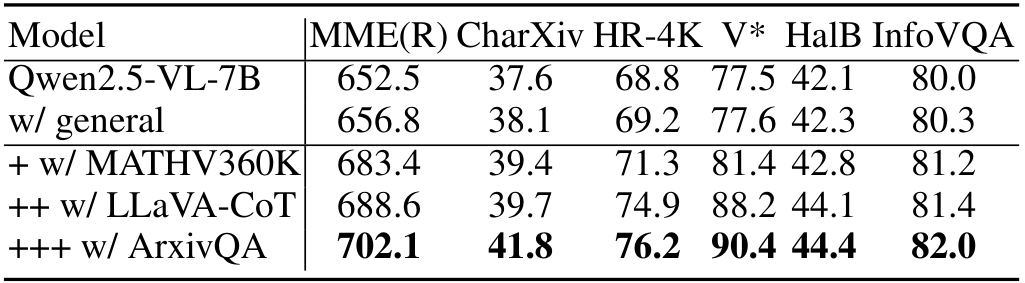 Model MME(R) CharXiv HR-4K V* HalB InfoVQA
Qwen2.5-VL-7B 652.5 37.6 68.8 77.5 42.1 80.0
w/ general 656.8 38.1 69.2 77.6 42.3 80.3
+ w/ MATHV360K 683.4 39.4 71.3 81.4 42.8 81.2
++ w/ LLaVA-CoT 688.6 39.7 74.9 88.2 44.1 81.4
+++ w/ ArxivQA 702.1 41.8 76.2 90.4 44.4 82.0